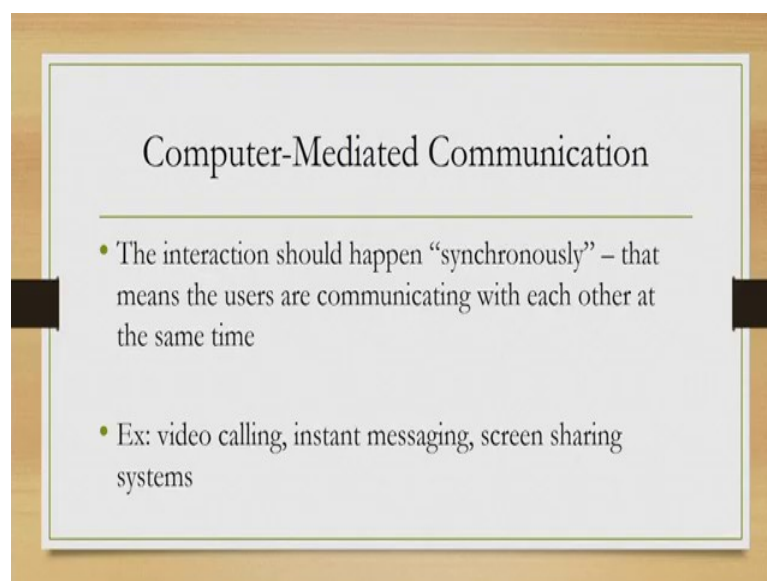 Computer-Mediated Communication
• The interaction should happen “synchronously” – that
means the users are communicating with each other at
the same time
• Ex: video calling, instant messaging, screen sharing
systems